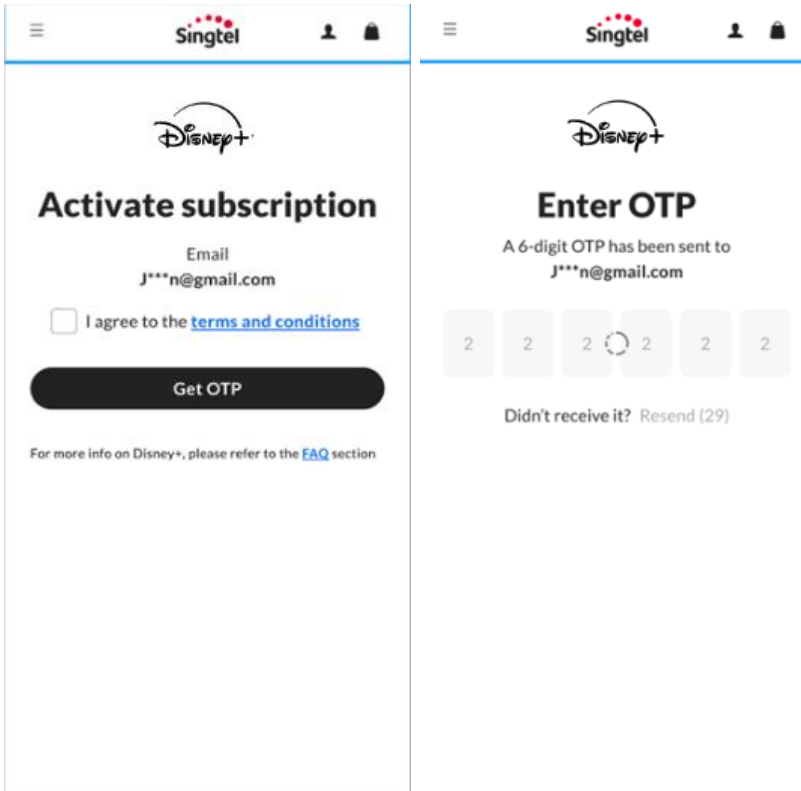 Singtel
Disney+
Activate subscription
Email
J***n@gmail.com
I agree to the terms and conditions
Get OTP
For more info on Disney+, please refer to the FAQ section
Singtel
Disney+
Enter OTP
A 6-digit OTP has been sent to
J***n@gmail.com
2 2 2 2 2 2
Didn't receive it? Resend (29)